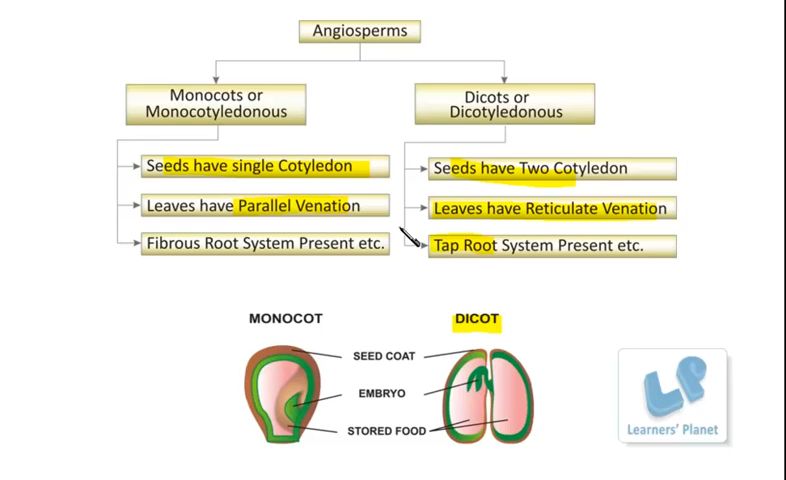 Angiosperms
Monocots or
Monocotyledonous
Dicots or
Dicotyledonous
Seeds have single Cotyledon
Leaves have Parallel Venation
Fibrous Root System Present etc.
Seeds have Two Cotyledon
Leaves have Reticulate Venation
Tap Root System Present etc.
MONOCOT
DICOT
SEED COAT
EMBRYO
STORED FOOD
LP
Learners' Planet